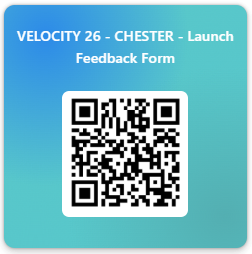 VELOCITY 26 - CHESTER - Launch
Feedback Form